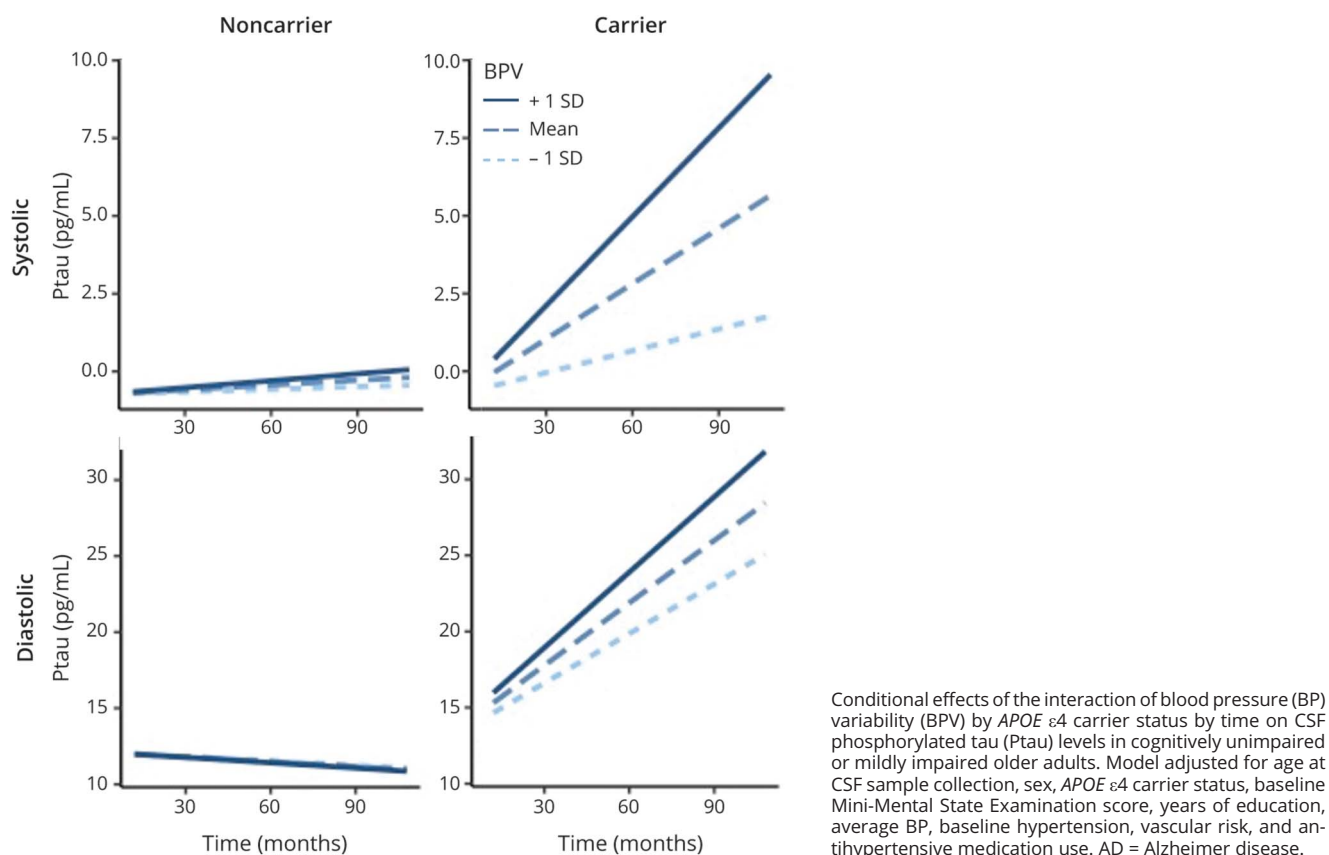 Noncarrier
Carrier
Systolic
Ptau (pg/mL)
10.0
7.5
5.0
2.5
0.0
30
60
90
10.0
7.5
5.0
2.5
0.0
30
60
90
BPV
+ 1 SD
Mean
– 1 SD
Diastolic
Ptau (pg/mL)
30
25
20
15
10
30
60
90
Time (months)
30
25
20
15
10
30
60
90
Time (months)
Conditional effects of the interaction of blood pressure (BP)
variability (BPV) by APOE ε4 carrier status by time on CSF
phosphorylated tau (Ptau) levels in cognitively unimpaired
or mildly impaired older adults. Model adjusted for age at
CSF sample collection, sex, APOE ε4 carrier status, baseline
Mini-Mental State Examination score, years of education,
average BP, baseline hypertension, vascular risk, and an-
tihypertensive medication use. AD = Alzheimer disease.